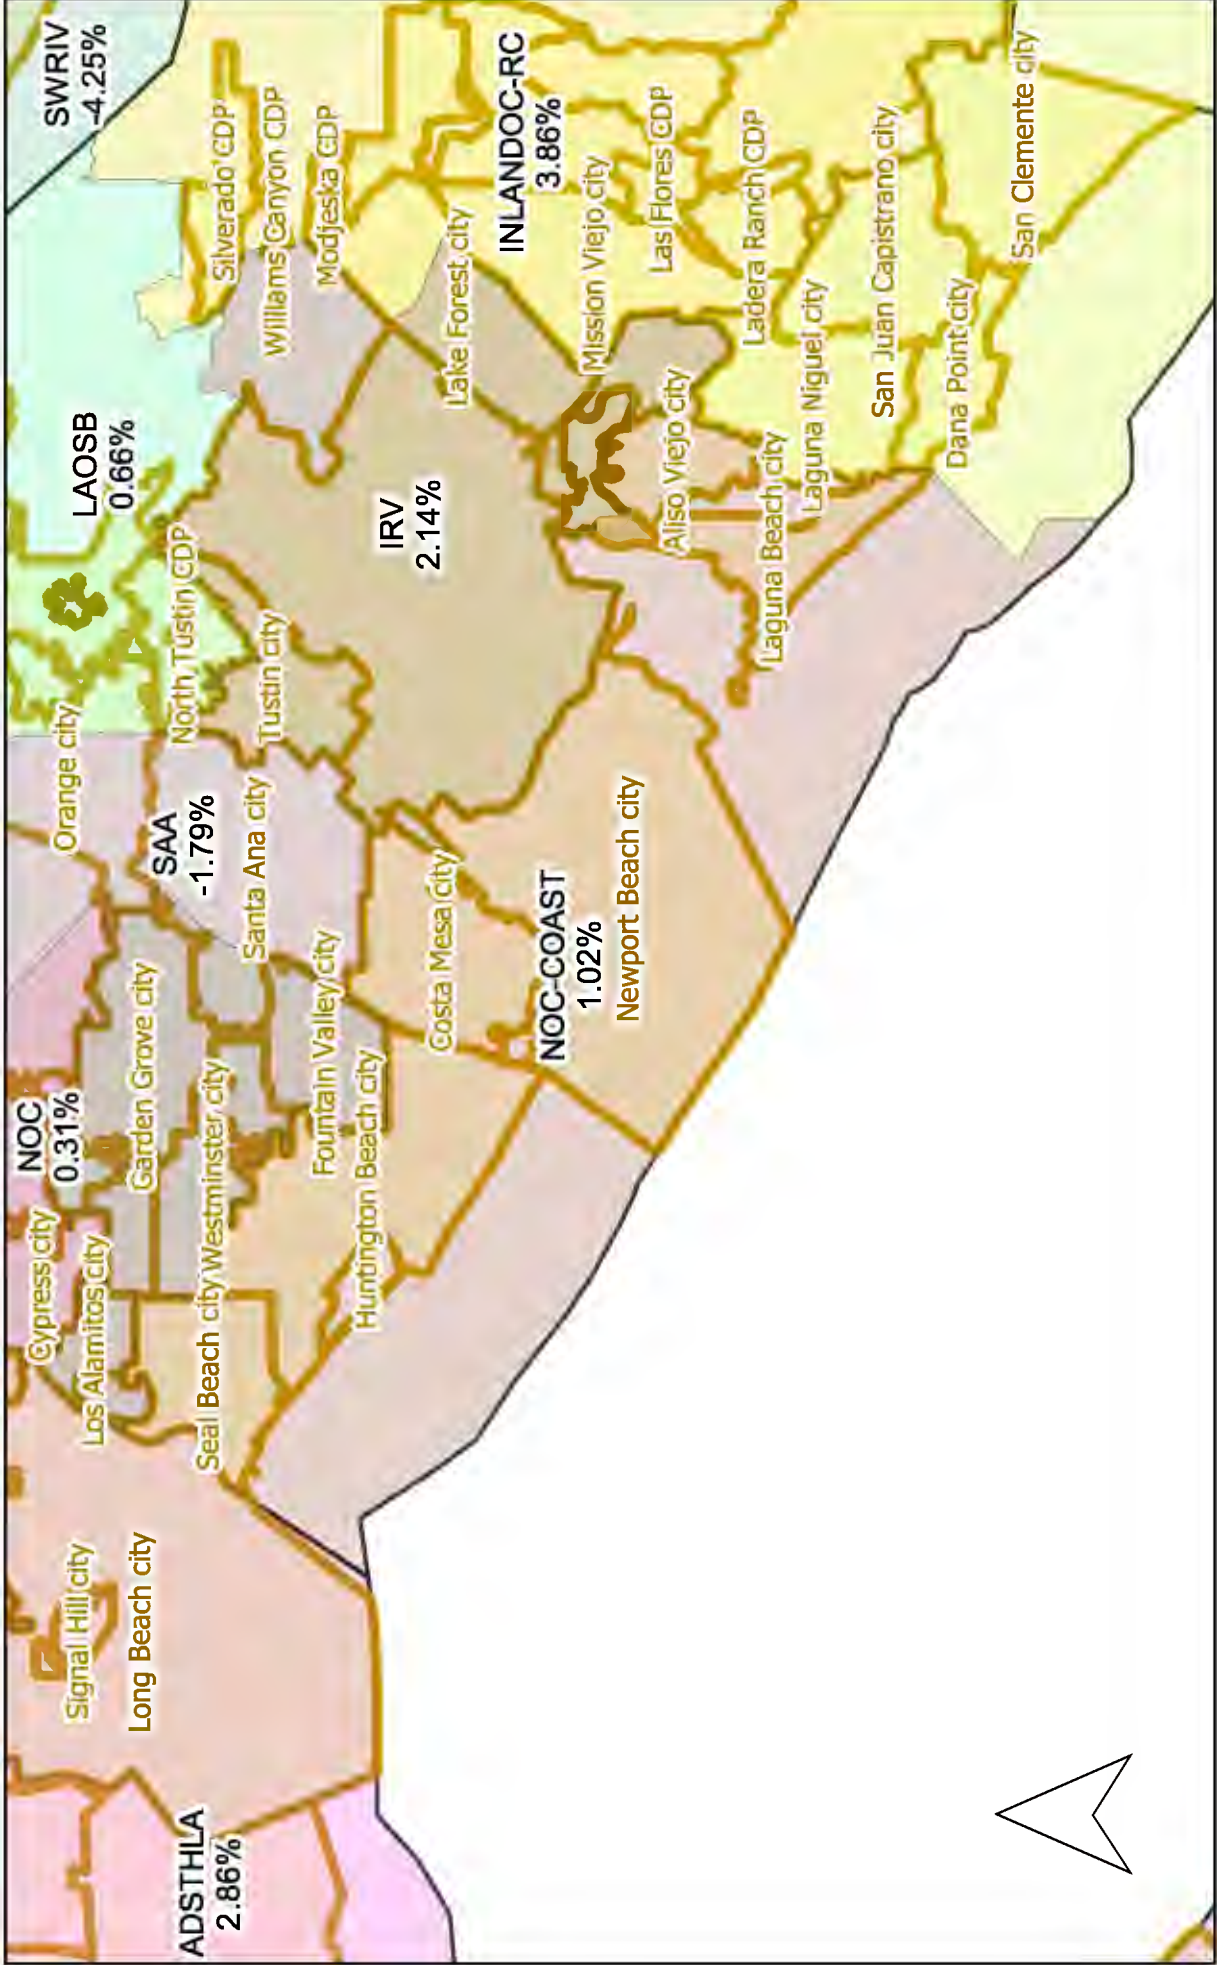 SWRIV
-4.25%
LAOSB
0.66%
NOC
0.31%
SAA
-1.79%
IRV
2.14%
INLANDOC-RC
3.86%
NOC-COAST
1.02%
ADSTHLA
2.86%
Signal Hill city
Long Beach city
Cypress city
Los Alamitos city
Seal Beach city
Garden Grove city
Westminster city
Fountain Valley city
Huntington Beach city
Orange city
Santa Ana city
Costa Mesa city
Newport Beach city
North Tustin CDP
Tustin city
Silverado CDP
Williams Canyon CDP
Modjeska CDP
Lake Forest city
Mission Viejo city
Las Flores CDP
Ladera Ranch CDP
Aliso Viejo city
Laguna Beach city
Laguna Niguel city
San Juan Capistrano city
Dana Point city
San Clemente city